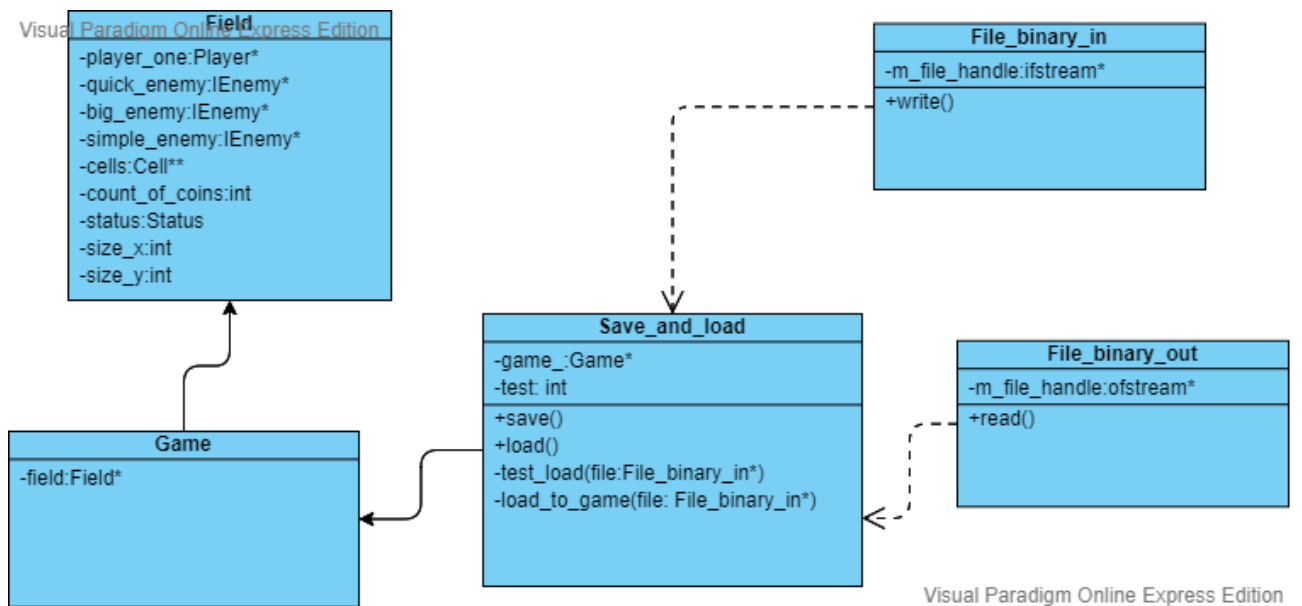 Visual Paradigm Online Express Edition
Field
-player_one:Player*
-quick_enemy:IEnemy*
-big_enemy:IEnemy*
-simple_enemy:IEnemy*
-cells:Cell**
-count_of_coins:int
-status:Status
-size_x:int
-size_y:int
File_binary_in
-m_file_handle:ifstream*
+write()
Save_and_load
-game_:Game*
-test: int
+save()
+load()
-test_load(file:File_binary_in*)
-load_to_game(file: File_binary_in*)
File_binary_out
-m_file_handle:ofstream*
+read()
Game
-field:Field*
Visual Paradigm Online Express Edition